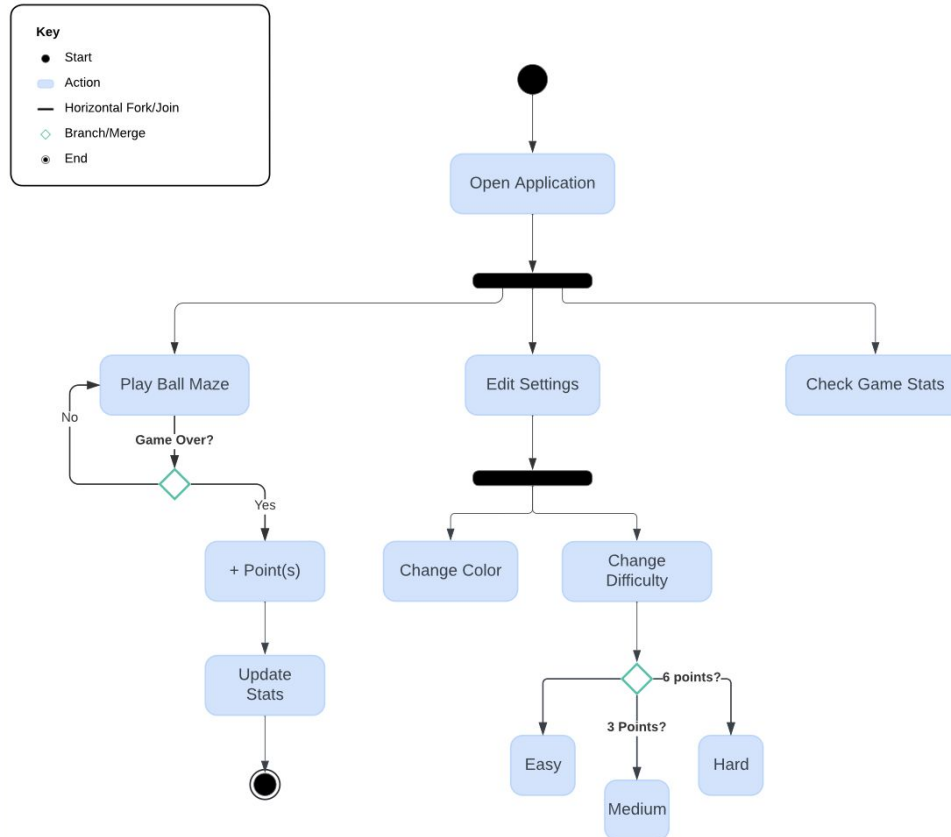 Key
Start
Action
Horizontal Fork/Join
Branch/Merge
End
Open Application
Play Ball Maze
Edit Settings
Check Game Stats
No
Game Over?
Yes
+ Point(s)
Change Color
Change
Difficulty
Update
Stats
6 points?
3 Points?
Easy
Hard
Medium